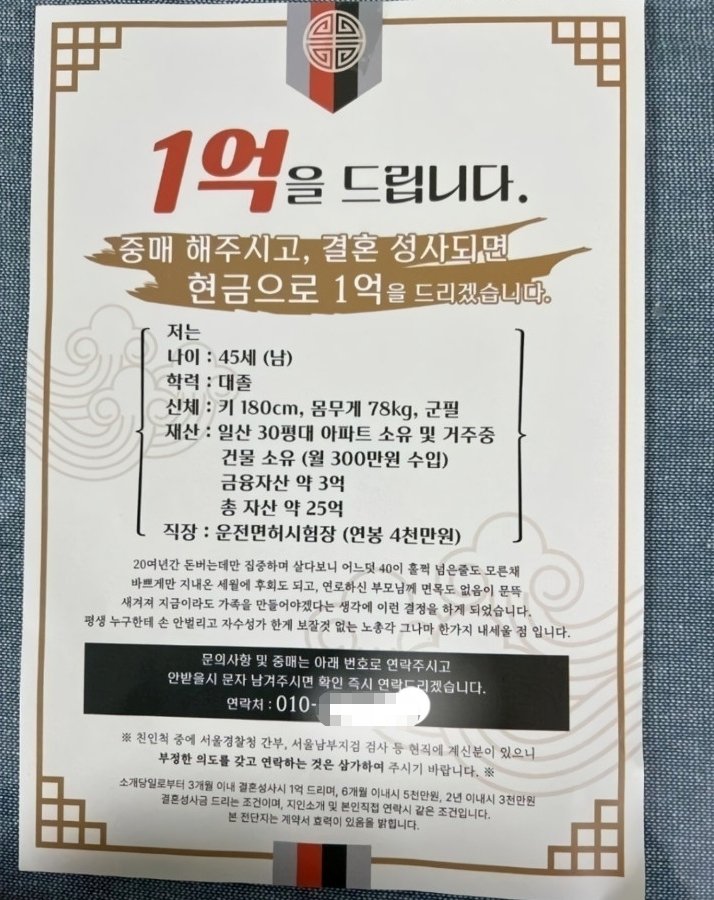 1억을 드립니다.
중매 해주시고, 결혼 성사되면
현금으로 1억을 드리겠습니다.
저는
나이 : 45세 (남)
학력 : 대졸
신체 : 키 180cm, 몸무게 78kg, 군필
재산 : 일산 30평대 아파트 소유 및 거주중
건물 소유 (월 300만원 수입)
금융자산 약 3억
총 자산 약 25억
직장 : 운전면허시험장 (연봉 4천만원)
20여년간 돈버는데만 집중하며 살다보니 어느덧 40이 훌쩍 넘은줄도 모른채
바쁘게만 지내온 세월에 후회도 되고, 연로하신 부모님께 면목도 없음이 문뜩
새겨져 지금이라도 가족을 만들어야겠다는 생각에 이런 결정을 하게 되었습니다.
평생 누구한테 손 안벌리고 자수성가 한게 보잘것 없는 노총각 그나마 한가지 내세울 점 입니다.
문의사항 및 중매는 아래 번호로 연락주시고
안받을시 문자 남겨주시면 확인 즉시 연락드리겠습니다.
연락처 : 010-
※ 친인척 중에 서울경찰청 간부, 서울남부지검 검사 등 현직에 계신분이 있으니
부정한 의도를 갖고 연락하는 것은 삼가하여 주시기 바랍니다. ※
소개당일로부터 3개월 이내 결혼성사시 1억 드리며, 6개월 이내시 5천만원, 2년 이내시 3천만원
결혼성사금 드리는 조건이며, 지인소개 및 본인직접 연락시 같은 조건입니다.
본 전단지는 계약서 효력이 있음을 밝힙니다.